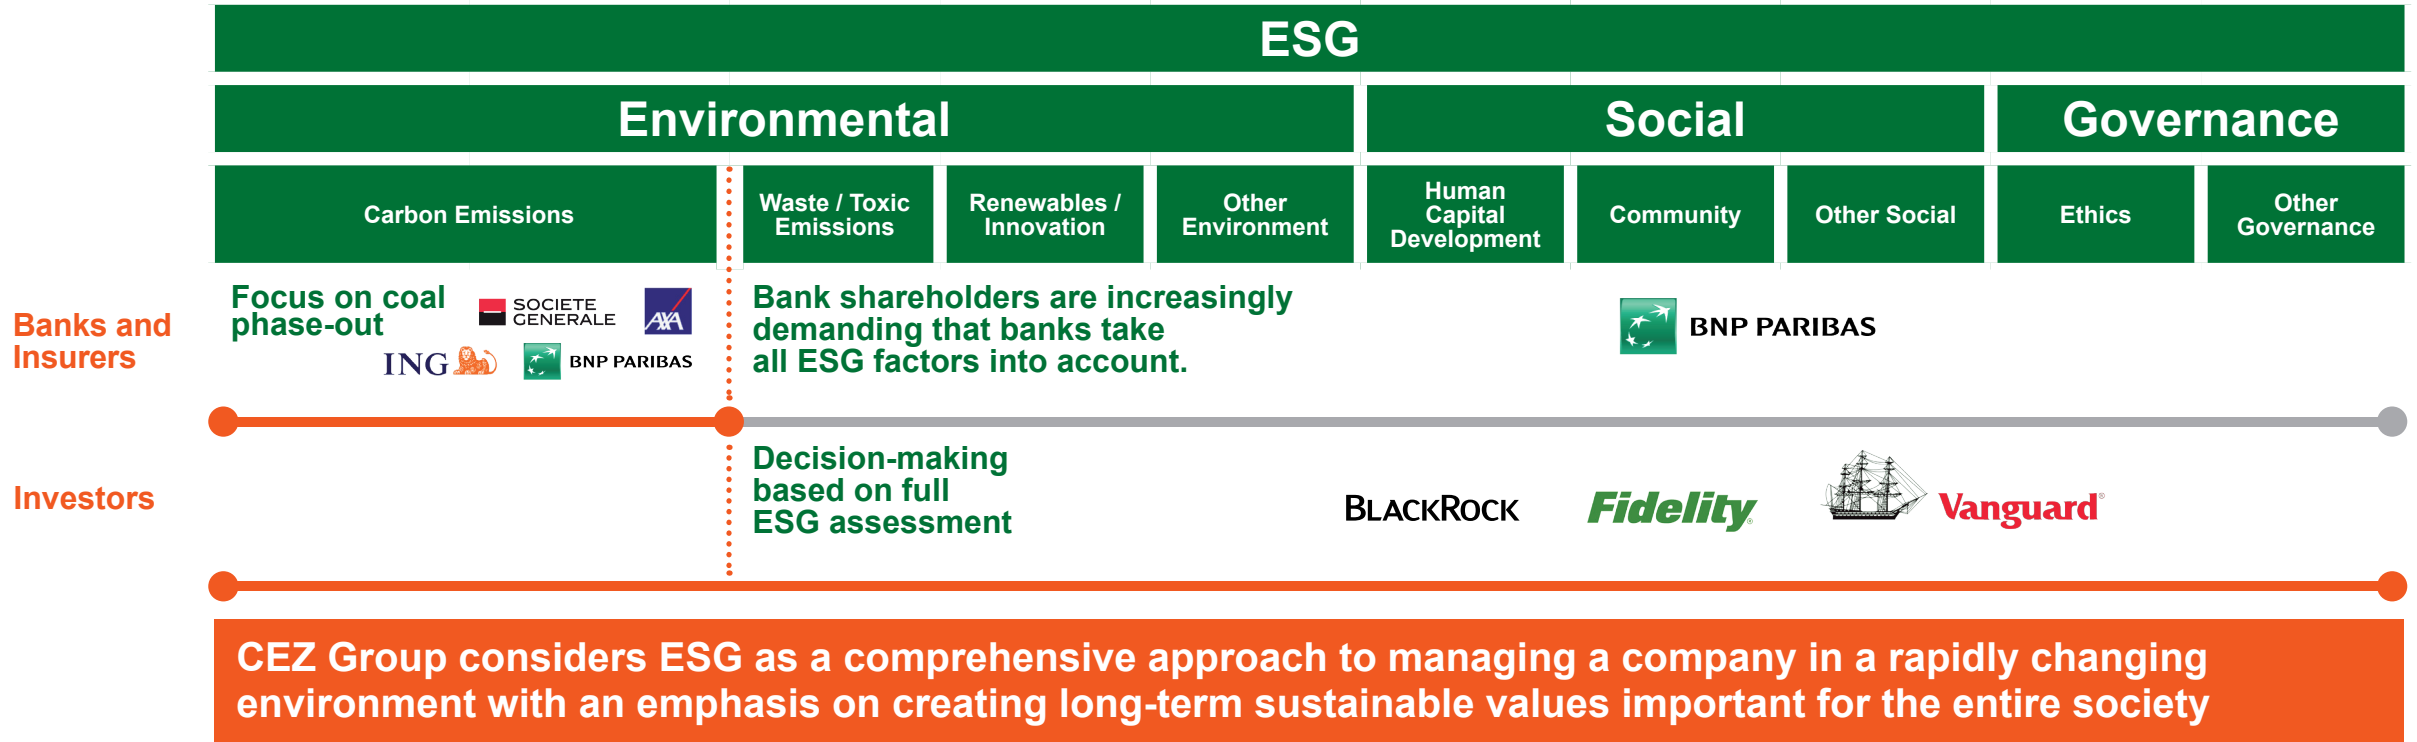 ESG
Environmental
Social
Governance
Carbon Emissions
Waste / Toxic
Emissions
Renewables /
Innovation
Other
Environment
Human
Capital
Development
Community
Other Social
Ethics
Other
Governance
Banks and
Insurers
Focus on coal
phase-out
SOCIETE
GENERALE
AXA
ING
BNP PARIBAS
Bank shareholders are increasingly
demanding that banks take
all ESG factors into account.
BNP PARIBAS
Investors
Decision-making
based on full
ESG assessment
BLACKROCK
Fidelity
Vanguard®
CEZ Group considers ESG as a comprehensive approach to managing a company in a rapidly changing
environment with an emphasis on creating long-term sustainable values important for the entire society